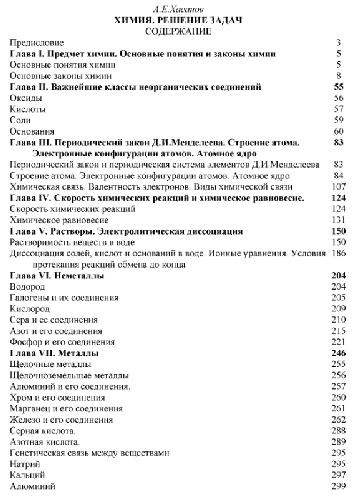 А.Е.Хасанов
ХИМИЯ. РЕШЕНИЕ ЗАДАЧ
СОДЕРЖАНИЕ
Предисловие 3
Глава I. Предмет химии. Основные понятия и законы химии 5
Основные понятия химии 5
Основные законы химии 8
Глава II. Важнейшие классы неорганических соединений 55
Оксиды 56
Кислоты 57
Соли 59
Основания 60
Глава III. Периодический закон Д.И.Менделеева. Строение атома. 83
Электронные конфигурации атомов. Атомное ядро
Периодический закон и периодическая система элементов Д.И.Менделеева 83
Строение атома. Электронные конфигурации атомов. Атомное ядро 84
Химическая связь. Валентность электронов. Виды химической связи 107
Глава IV. Скорость химических реакций и химическое равновесие. 124
Скорость химических реакций 124
Химическое равновесие 131
Глава V. Растворы. Электролитическая диссоциация 150
Растворимость веществ в воде 150
Диссоциация солей, кислот и оснований в воде. Ионные уравнения. Условия 186
протекания реакций обмена до конца
Глава VI. Неметаллы 204
Водород 204
Галогены и их соединения 205
Кислород 209
Сера и ее соединения 210
Азот и его соединения 215
Фосфор и его соединения 221
Глава VII. Металлы 246
Щелочные металлы 255
Щелочноземельные металлы 256
Алюминий и его соединения. 257
Хром и его соединения 260
Марганец и его соединения 261
Железо и его соединения 262
Серная кислота. 288
Азотная кислота. 289
Генетическая связь между веществами 295
Натрий 295
Кальций 297
Алюминий 299